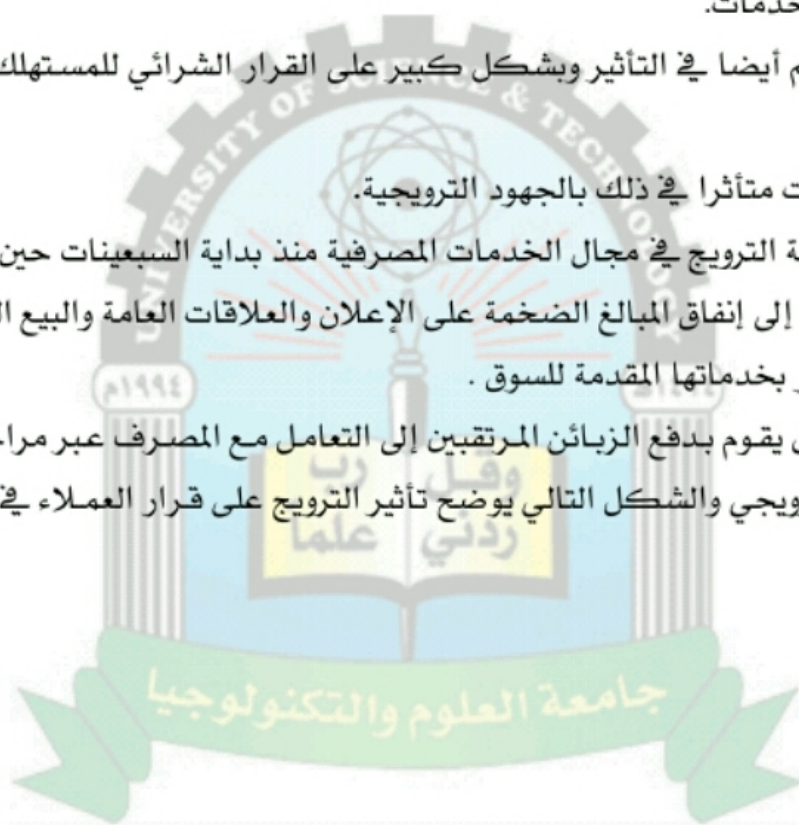 خدمات.
م أيضا في التأثير وبشكل كبير على القرار الشرائي للمستهلك
ت متأثرا في ذلك بالجهود الترويجية.
ة الترويج في مجال الخدمات المصرفية منذ بداية السبعينات حين
إلى إنفاق المبالغ الضخمة على الإعلان والعلاقات العامة والبيع ا
بخدماتها المقدمة للسوق .
يقوم بدفع الزبائن المرتقبين إلى التعامل مع المصرف عبر مرا
رويجي والشكل التالي يوضح تأثير الترويج على قرار العملاء في
UNIVERSITY OF SCIENCE & TECHNOLOGY
١٩٩٤م
وقل رب
زدني علما
جامعة العلوم والتكنولوجيا